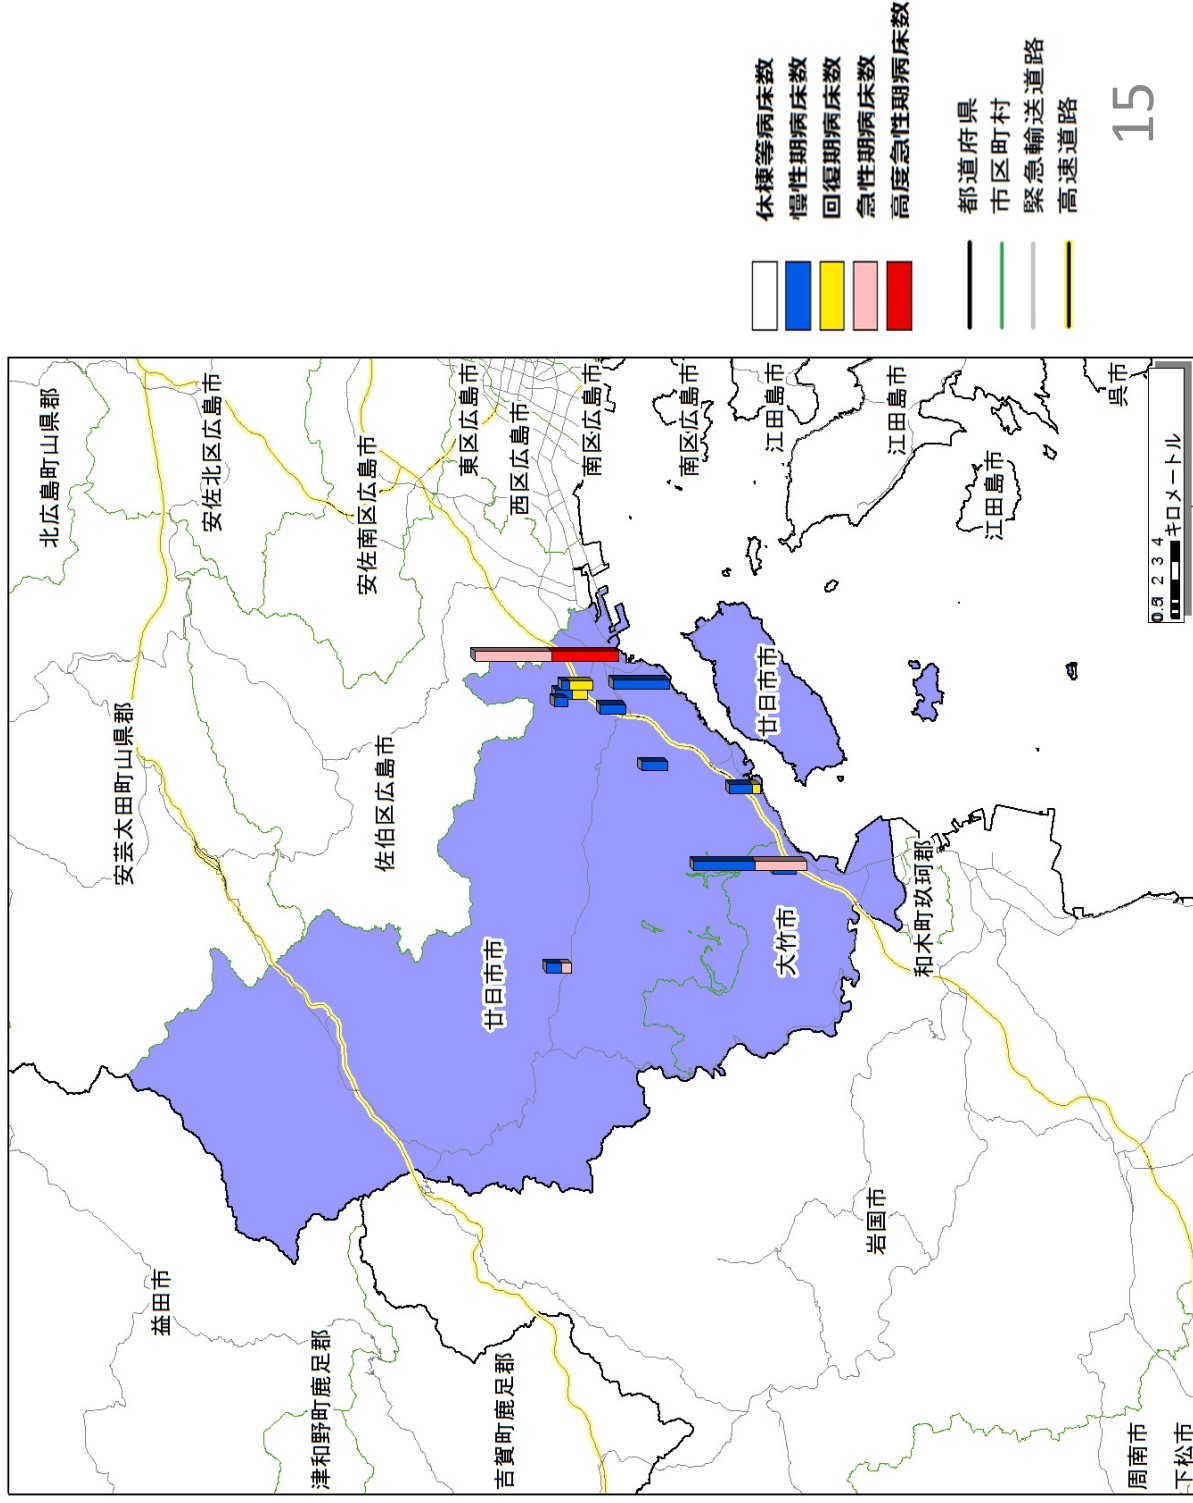 休棟等病床数
慢性期病床数
回復期病床数
急性期病床数
高度急性期病床数
都道府県
市区町村
緊急輸送道路
高速道路
15
北広島町山県郡
安佐北区広島市
安佐南区広島市
東区広島市
西区広島市
南区広島市
南区広島市
江田島市
江田島市
江田島市
呉市
安芸太田町山県郡
佐伯区広島市
廿日市市
廿日市市
大竹市
和木町玖珂郡
岩国市
益田市
津和野町鹿足郡
吉賀町鹿足郡
周南市
下松市
2 3 4
キロメートル